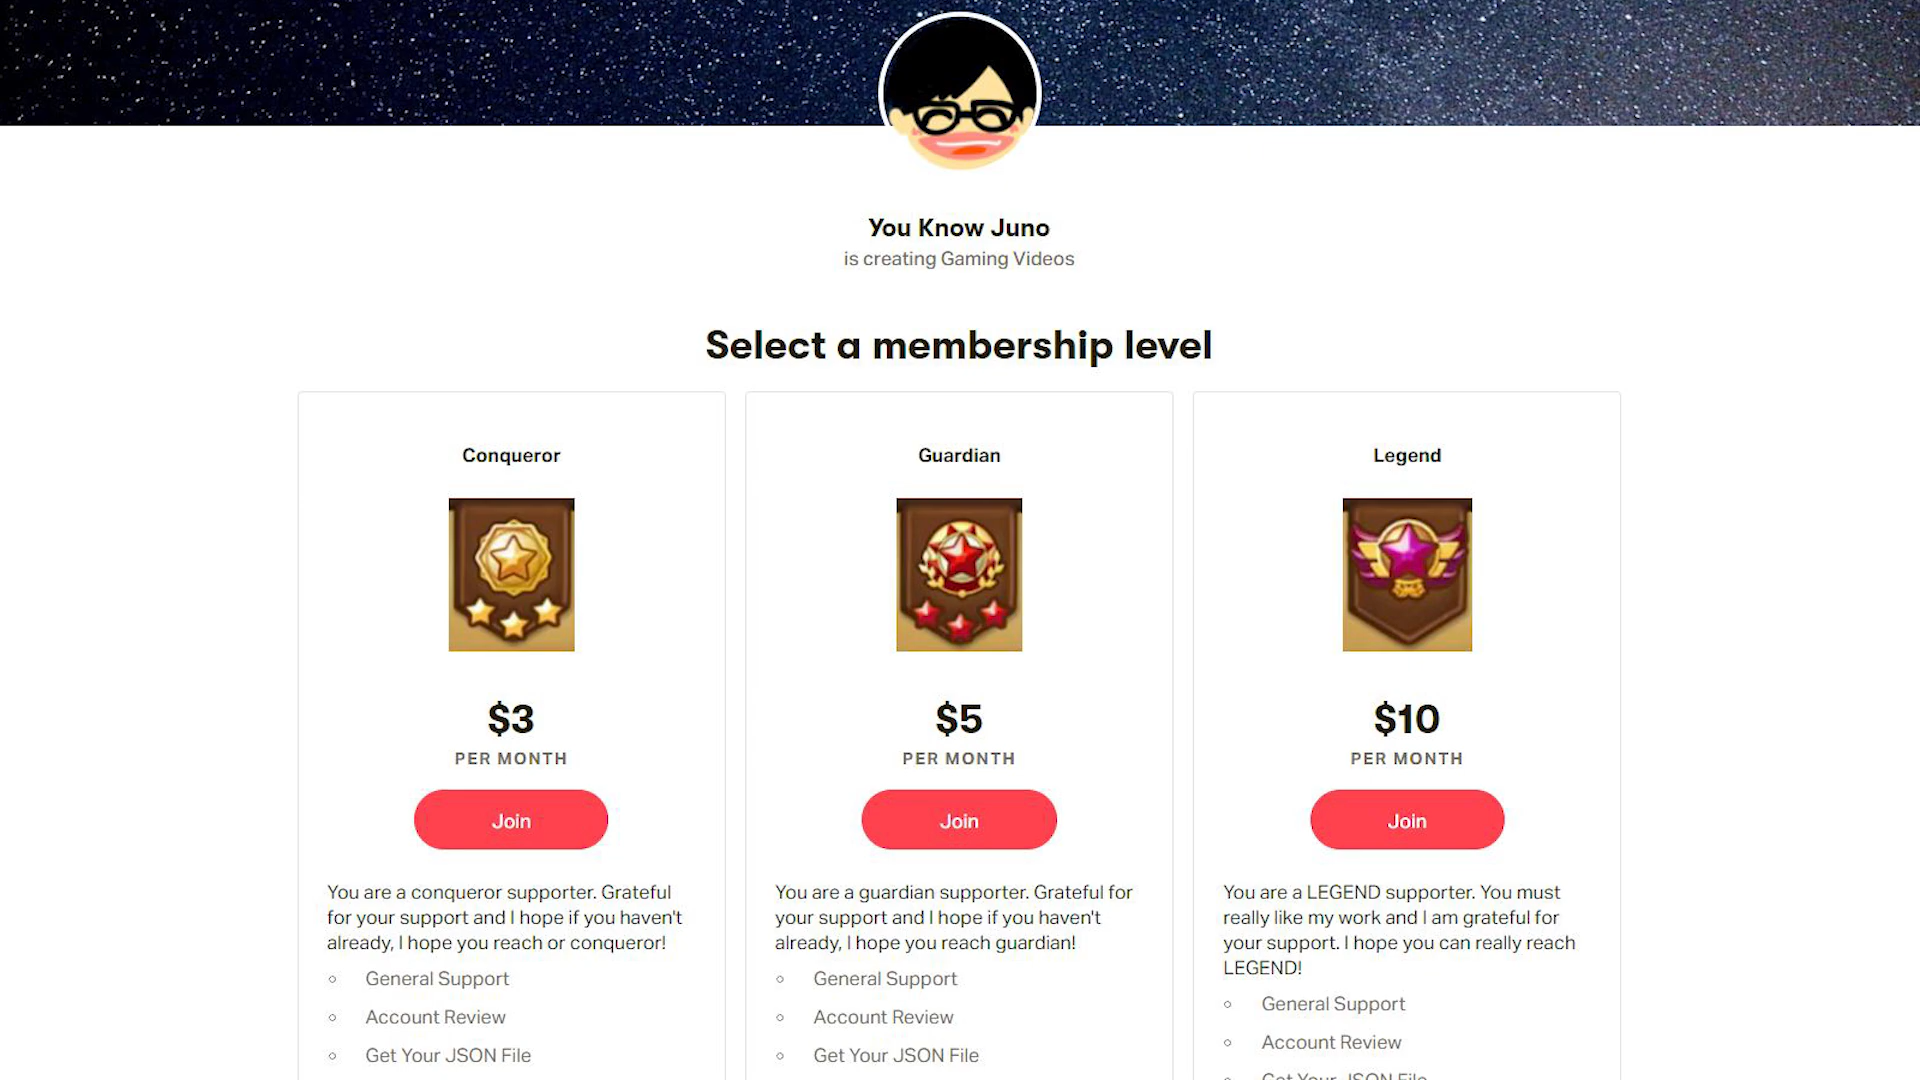 You Know Juno
is creating Gaming Videos
Select a membership level
Conqueror
$3
PER MONTH
Join
You are a conqueror supporter. Grateful
for your support and I hope if you haven't
already, I hope you reach or conqueror!
General Support
Account Review
Get Your JSON File
Guardian
$5
PER MONTH
Join
You are a guardian supporter. Grateful for
your support and I hope if you haven't
already, I hope you reach guardian!
General Support
Account Review
Get Your JSON File
Legend
$10
PER MONTH
Join
You are a LEGEND supporter. You must
really like my work and I am grateful for
your support. I hope you can really reach
LEGEND!
General Support
Account Review
Get Your JSON File